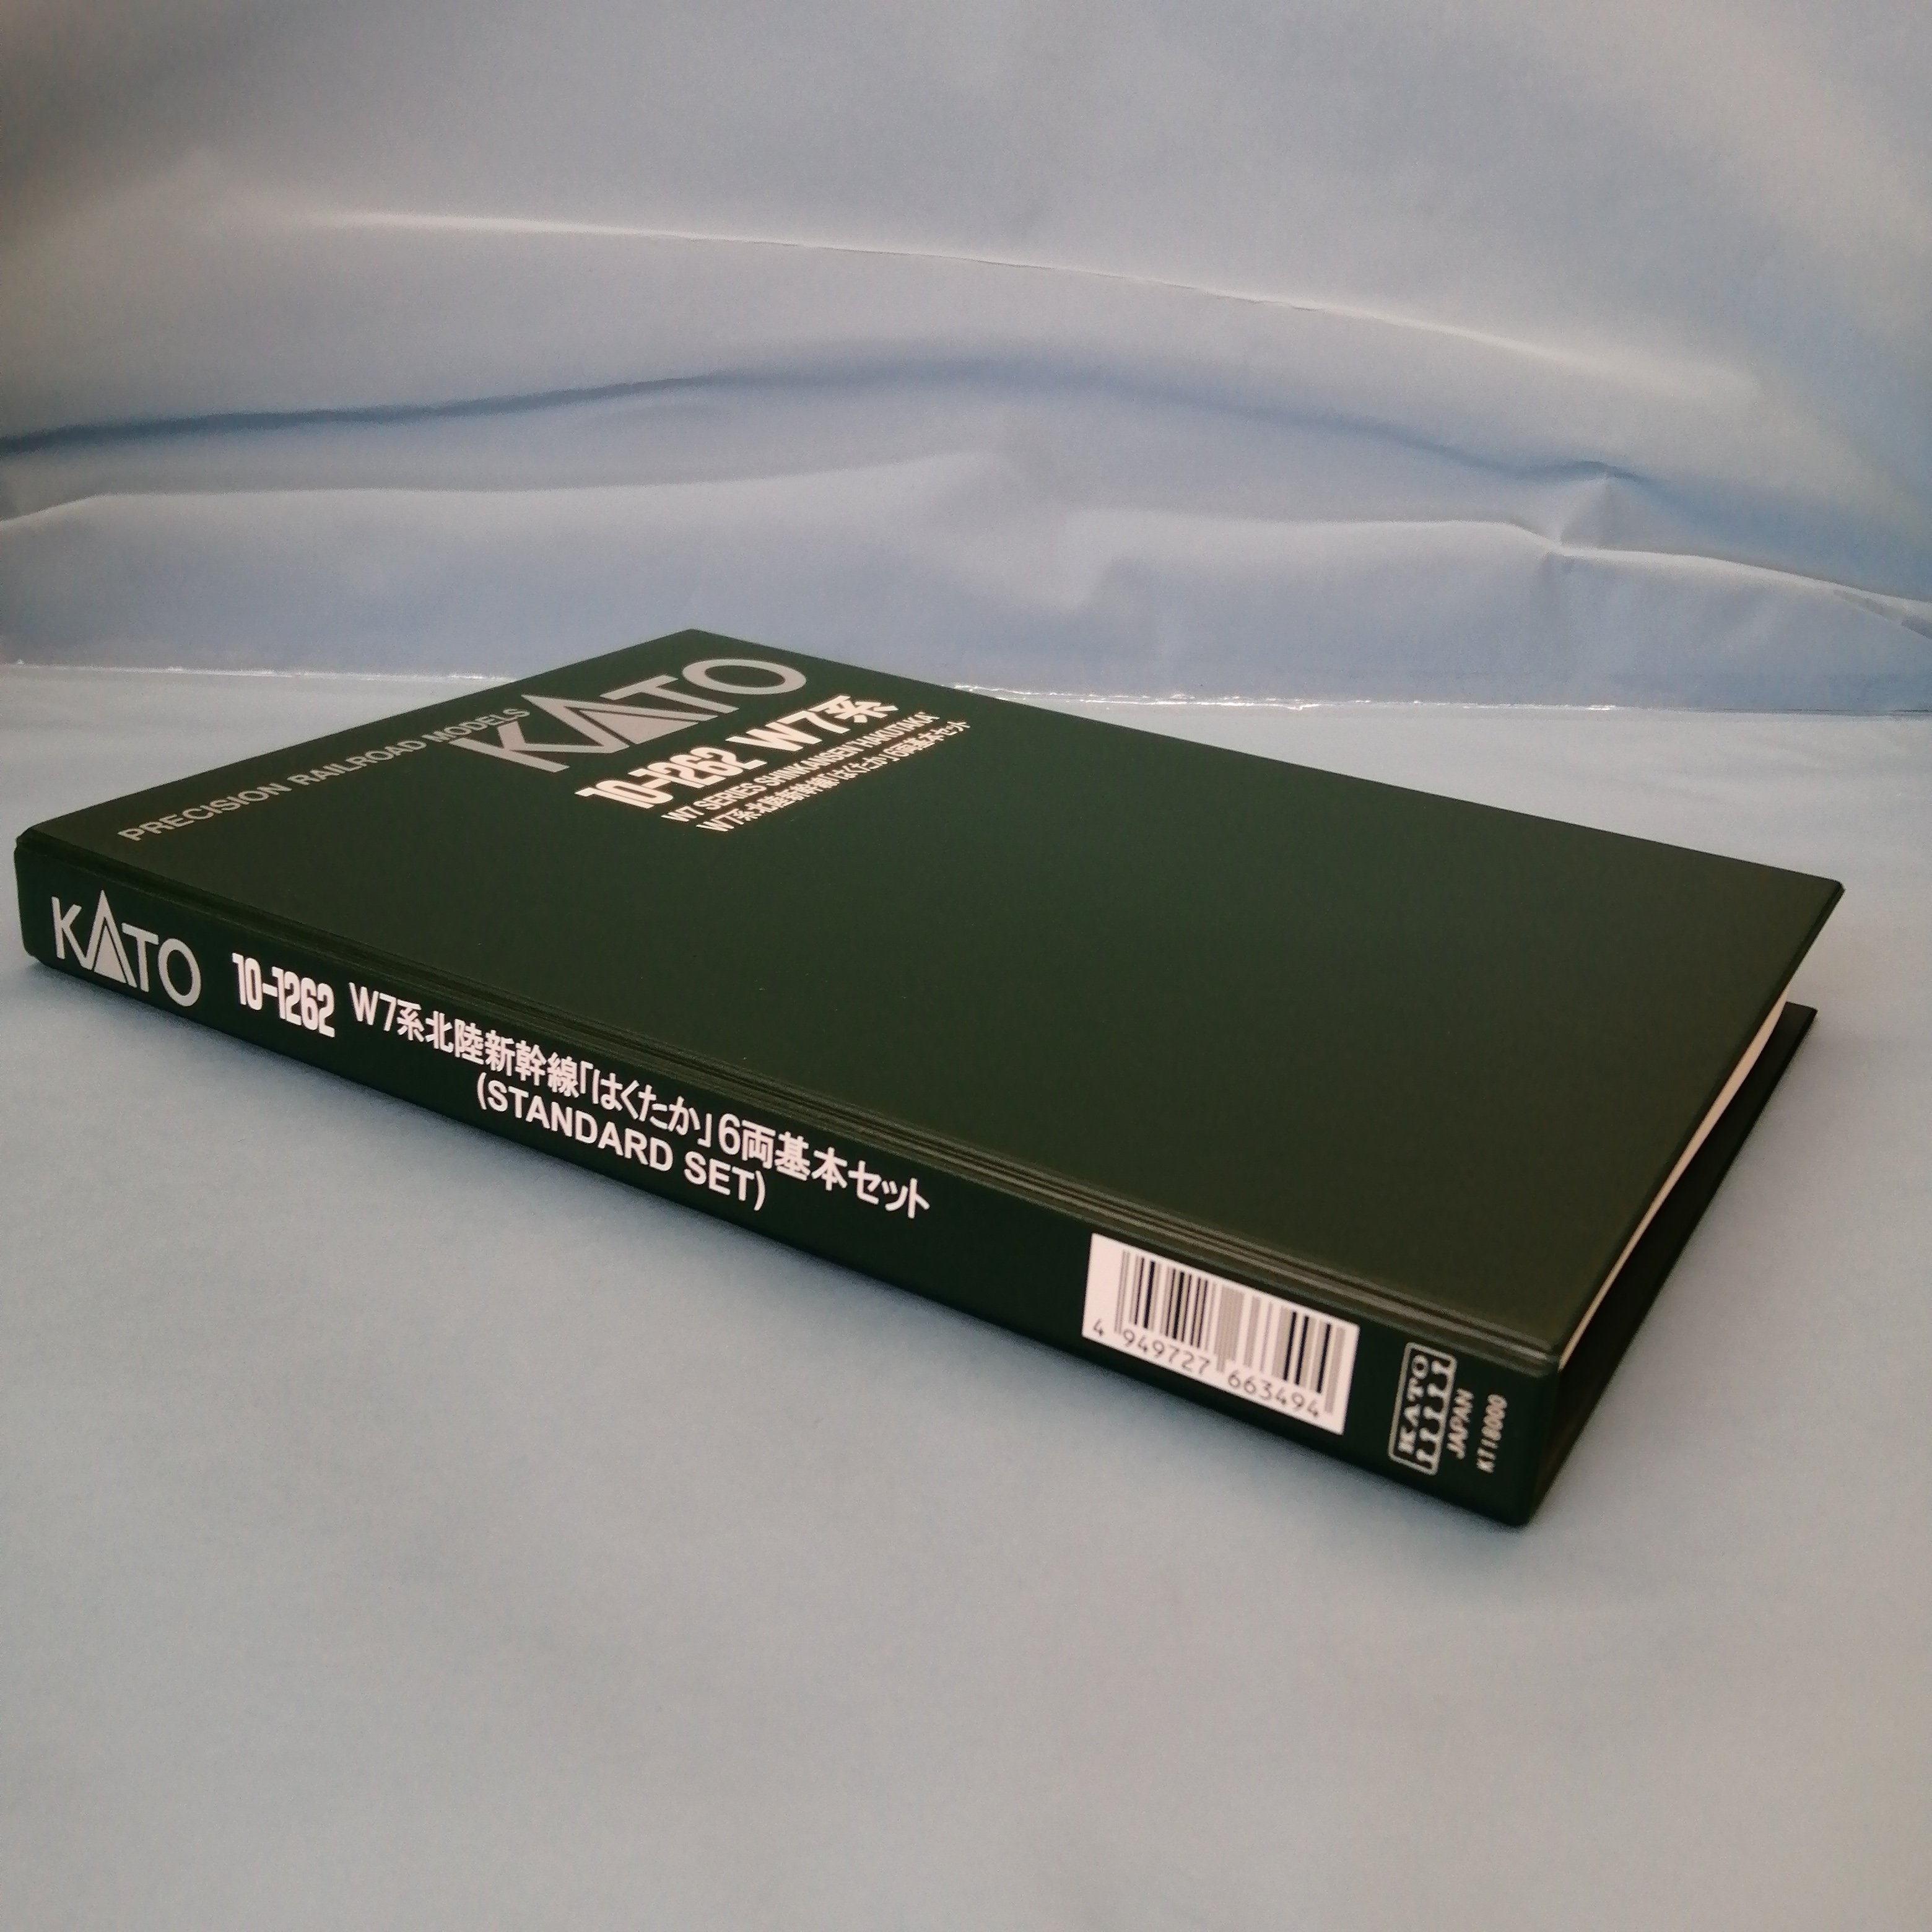 PRECISION RAILROAD MODELS
KATO
10-1262 W7系
W7 SERIES SHINKANSEN "HAKUTAKA"
W7系北陸新幹線「はくたか」6両基本セット
KATO
10-1262
W7系北陸新幹線「はくたか」6両基本セット
(STANDARD SET)
4 949727 663494
KATO
JAPAN
KT18000